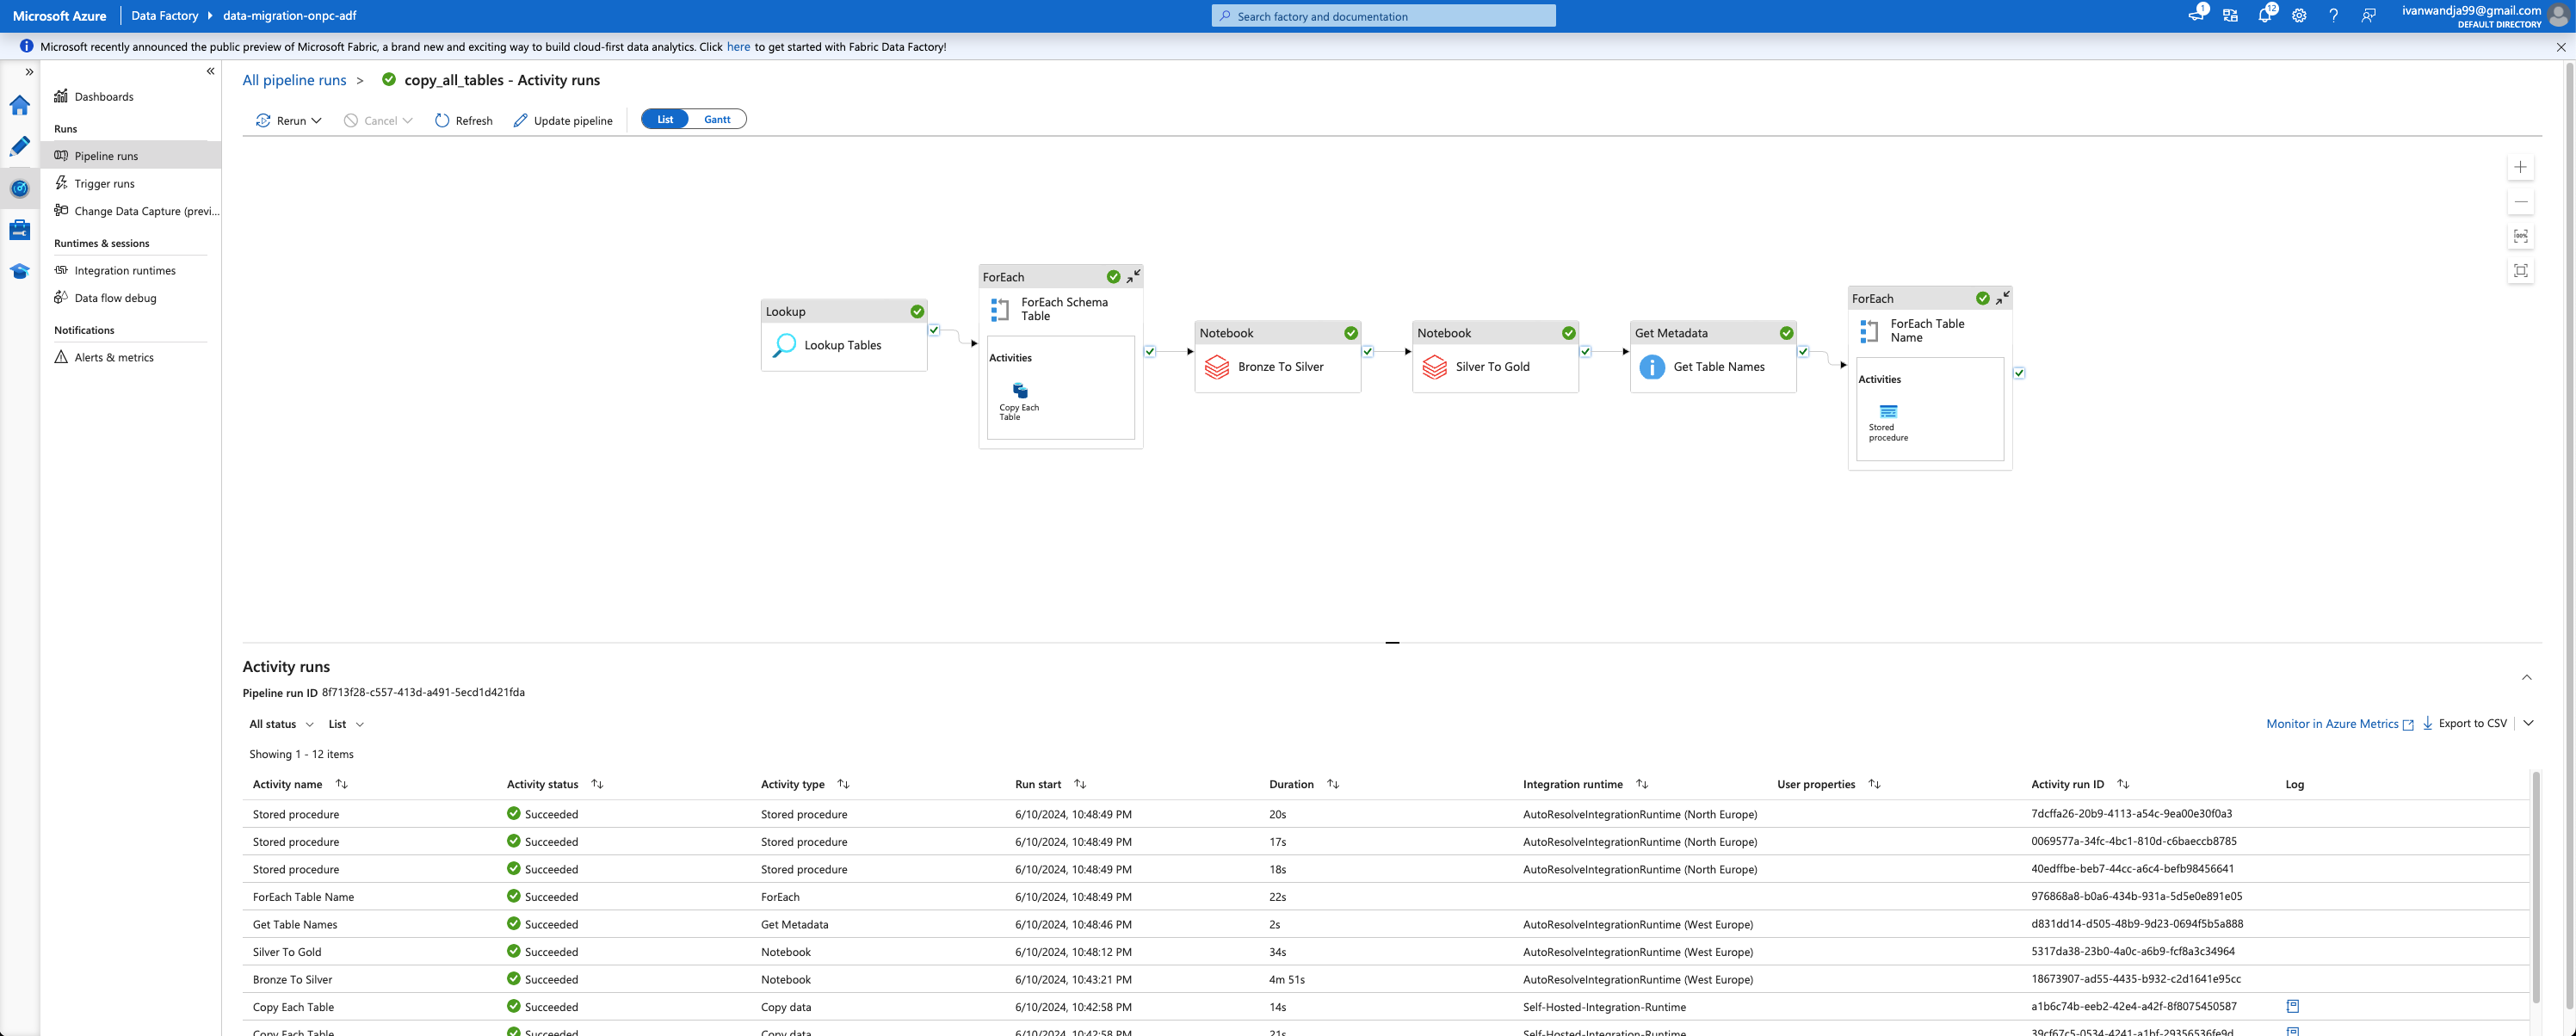 Microsoft Azure Data Factory data-migration-onpc-adf Search factory and documentation 1 12 ivanwandja99@gmail.com
DEFAULT DIRECTORY
Microsoft recently announced the public preview of Microsoft Fabric, a brand new and exciting way to build cloud-first data analytics. Click here to get started with Fabric Data Factory!
All pipeline runs > copy_all_tables - Activity runs
Dashboards
Runs
Pipeline runs
Trigger runs
Change Data Capture (previ...
Runtimes & sessions
Integration runtimes
Data flow debug
Notifications
Alerts & metrics
Rerun Cancel Refresh Update pipeline List Gantt
Lookup
Lookup Tables
ForEach
ForEach Schema
Table
Activities
Copy Each
Table
Notebook
Bronze To Silver
Notebook
Silver To Gold
Get Metadata
Get Table Names
ForEach
ForEach Table
Name
Activities
Stored
procedure
100%
Activity runs
Pipeline run ID 8f713f28-c557-413d-a491-5ecd1d421fda
All status List Monitor in Azure Metrics Export to CSV
Showing 1 - 12 items
Activity name Activity status Activity type Run start Duration Integration runtime User properties Activity run ID Log
Stored procedure Succeeded Stored procedure 6/10/2024, 10:48:49 PM 20s AutoResolveIntegrationRuntime (North Europe) 7dcffa26-20b9-4113-a54c-9ea00e30f0a3
Stored procedure Succeeded Stored procedure 6/10/2024, 10:48:49 PM 17s AutoResolveIntegrationRuntime (North Europe) 0069577a-34fc-4bc1-810d-c6baeccb8785
Stored procedure Succeeded Stored procedure 6/10/2024, 10:48:49 PM 18s AutoResolveIntegrationRuntime (North Europe) 40edffbe-beb7-44cc-a6c4-befb98456641
ForEach Table Name Succeeded ForEach 6/10/2024, 10:48:49 PM 22s 976868a8-b0a6-434b-931a-5d5e0e891e05
Get Table Names Succeeded Get Metadata 6/10/2024, 10:48:46 PM 2s AutoResolveIntegrationRuntime (West Europe) d831dd14-d505-48b9-9d23-0694f5b5a888
Silver To Gold Succeeded Notebook 6/10/2024, 10:48:12 PM 34s AutoResolveIntegrationRuntime (West Europe) 5317da38-23b0-4a0c-a6b9-fcf8a3c34964
Bronze To Silver Succeeded Notebook 6/10/2024, 10:43:21 PM 4m 51s AutoResolveIntegrationRuntime (West Europe) 18673907-ad55-4435-b932-c2d1641e95cc
Copy Each Table Succeeded Copy data 6/10/2024, 10:42:58 PM 14s Self-Hosted-Integration-Runtime a1b6c74b-eeb2-42e4-a42f-8f8075450587
Copy Each Table Succeeded Copy data 6/10/2024, 10:42:58 PM 21s Self-Hosted-Integration-Runtime 39cf67c5-0534-4241-a1bf-29356536fe9d